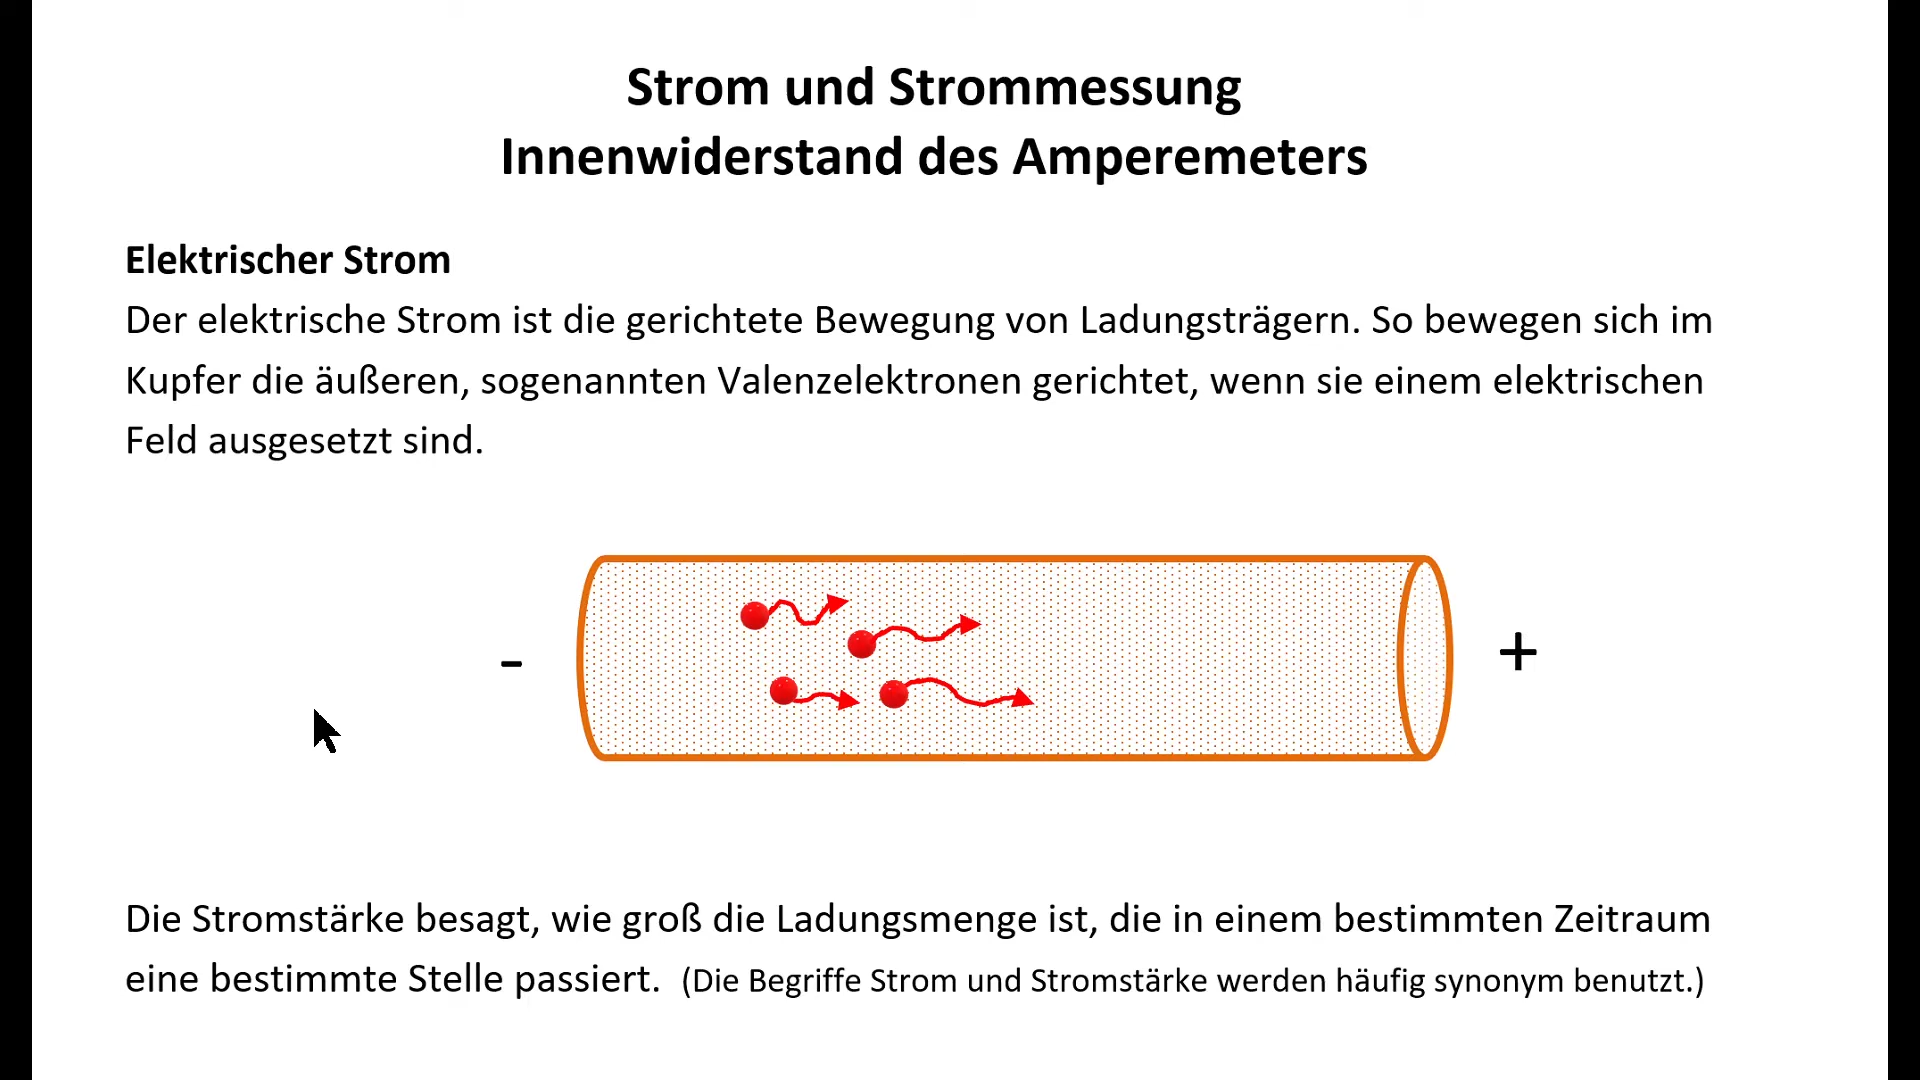 Strom und Strommessung
Innenwiderstand des Amperemeters
Elektrischer Strom
Der elektrische Strom ist die gerichtete Bewegung von Ladungsträgern. So bewegen sich im
Kupfer die äußeren, sogenannten Valenzelektronen gerichtet, wenn sie einem elektrischen
Feld ausgesetzt sind.
- +
Die Stromstärke besagt, wie groß die Ladungsmenge ist, die in einem bestimmten Zeitraum
eine bestimmte Stelle passiert. (Die Begriffe Strom und Stromstärke werden häufig synonym benutzt.)